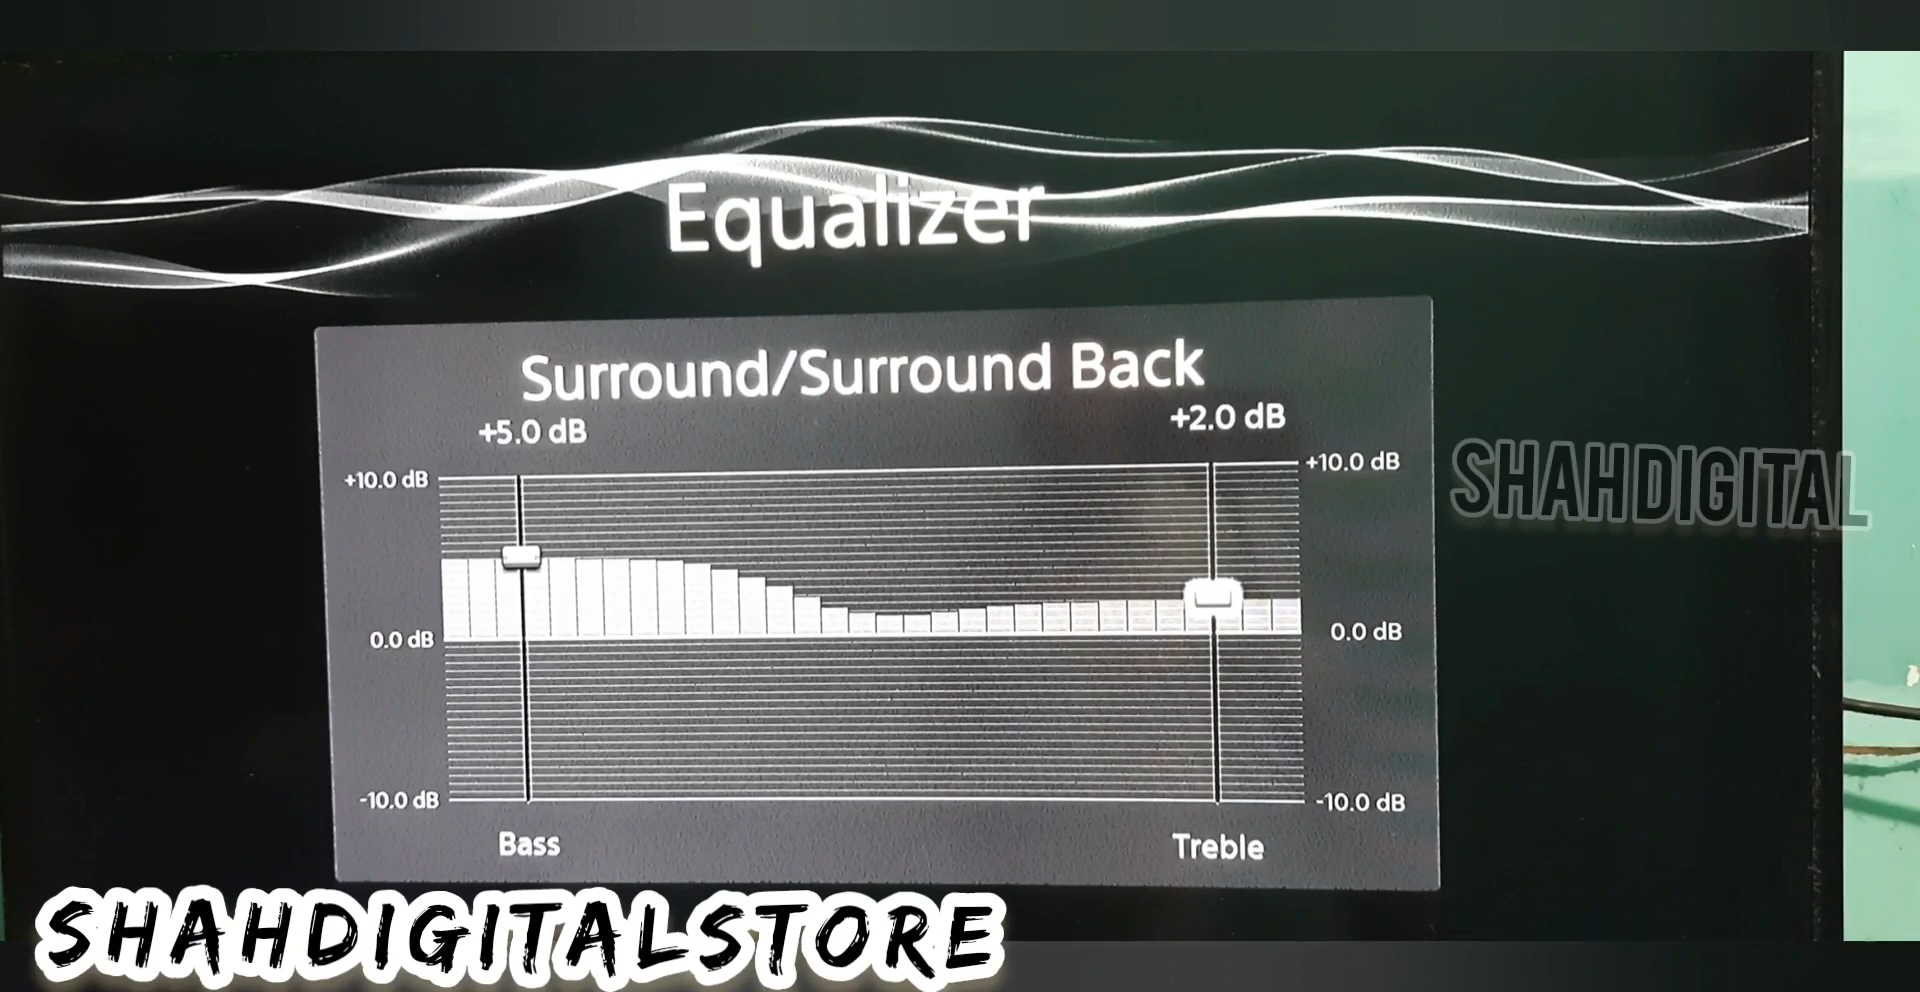 Equalizer
Surround/Surround Back
+5.0 dB +2.0 dB
+10.0 dB +10.0 dB
SHAHDIGITAL
0.0 dB 0.0 dB
-10.0 dB -10.0 dB
Bass Treble
SHAHDIGITALSTORE